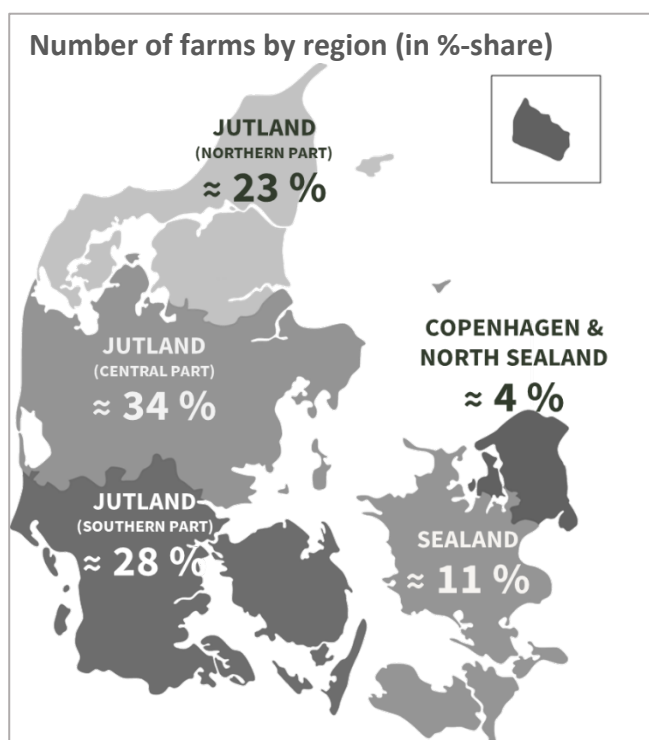 Number of farms by region (in %-share)
JUTLAND
(NORTHERN PART)
≈ 23 %
COPENHAGEN &
NORTH SEALAND
≈ 4 %
JUTLAND
(CENTRAL PART)
≈ 34 %
JUTLAND
(SOUTHERN PART)
≈ 28 %
SEALAND
≈ 11 %